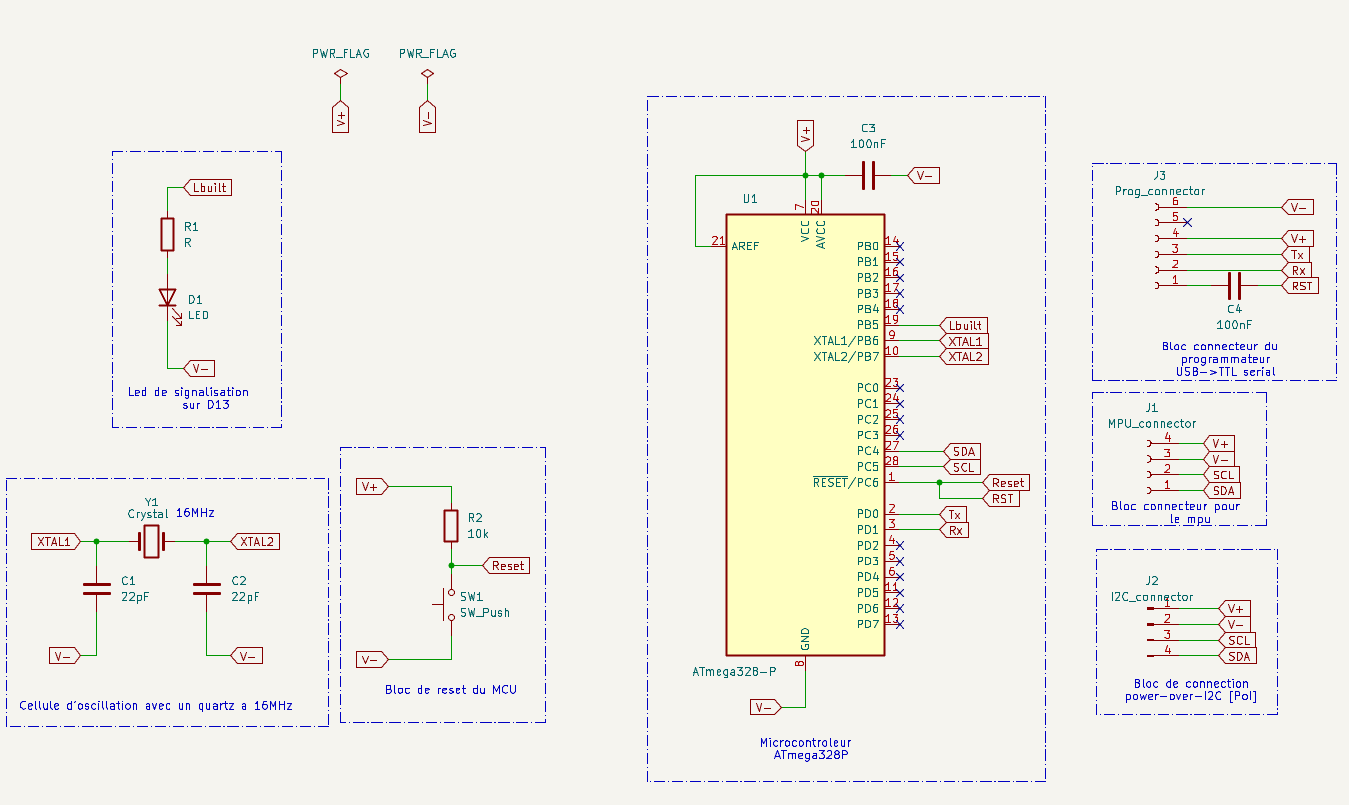 PWR_FLAG
PWR_FLAG
V+
V-
Lbuilt
R1
R
D1
LED
V-
Led de signalisation
sur D13
Y1
Crystal
16MHz
XTAL1
XTAL2
C1
22pF
C2
22pF
V-
V-
Cellule d'oscillation avec un quartz a 16MHz
V+
R2
10k
Reset
SW1
SW_Push
V-
Bloc de reset du MCU
V+
C3
100nF
V-
U1
7
20
VCC
AVCC
21
AREF
PB0 14
PB1 15
PB2 16
PB3 17
PB4 18
PB5 19 Lbuilt
XTAL1/PB6 9 XTAL1
XTAL2/PB7 10 XTAL2
PC0 23
PC1 24
PC2 25
PC3 26
PC4 27 SDA
PC5 28 SCL
RESET/PC6 1 Reset
RST
PD0 2 Tx
PD1 3 Rx
PD2 4
PD3 5
PD4 6
PD5 11
PD6 12
PD7 13
GND
8
ATmega328-P
V-
Microcontroleur
ATmega328P
J3
Prog_connector
6 V-
5
4 V+
3 Tx
2 Rx
1 RST
C4
100nF
Bloc connecteur du
programmateur
USB->TTL serial
J1
MPU_connector
4 V+
3 V-
2 SCL
1 SDA
Bloc connecteur pour
le mpu
J2
I2C_connector
1 V+
2 V-
3 SCL
4 SDA
Bloc de connection
power-over-I2C [PoI]